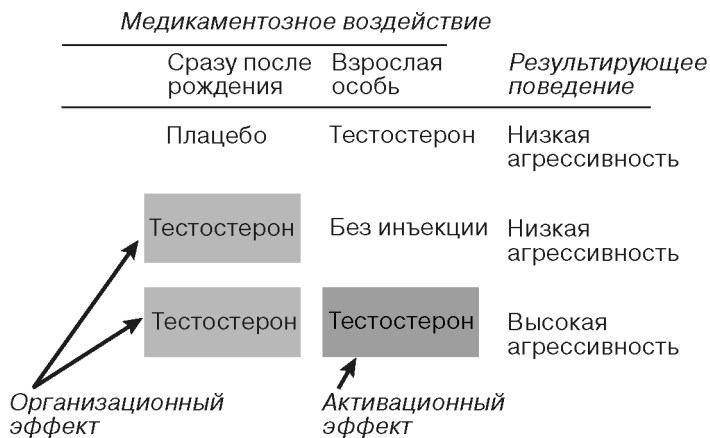 Медикаментозное воздействие
Сразу после Взрослая Результирующее
рождения особь поведение
Плацебо Тестостерон Низкая
агрессивность
Тестостерон Без инъекции Низкая
агрессивность
Тестостерон Тестостерон Высокая
агрессивность
Организационный Активационный
эффект эффект